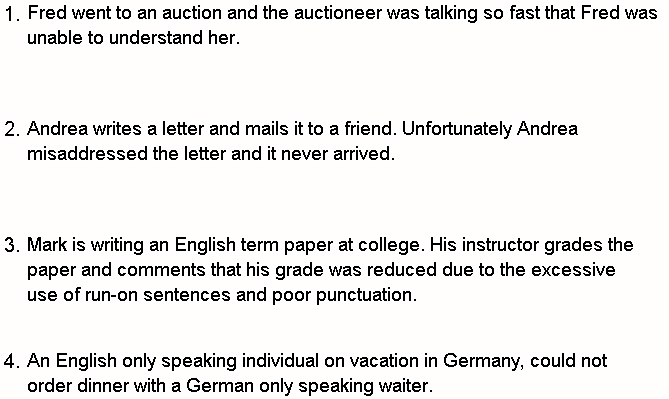 1. Fred went to an auction and the auctioneer was talking so fast that Fred was
unable to understand her.
2. Andrea writes a letter and mails it to a friend. Unfortunately Andrea
misaddressed the letter and it never arrived.
3. Mark is writing an English term paper at college. His instructor grades the
paper and comments that his grade was reduced due to the excessive
use of run-on sentences and poor punctuation.
4. An English only speaking individual on vacation in Germany, could not
order dinner with a German only speaking waiter.